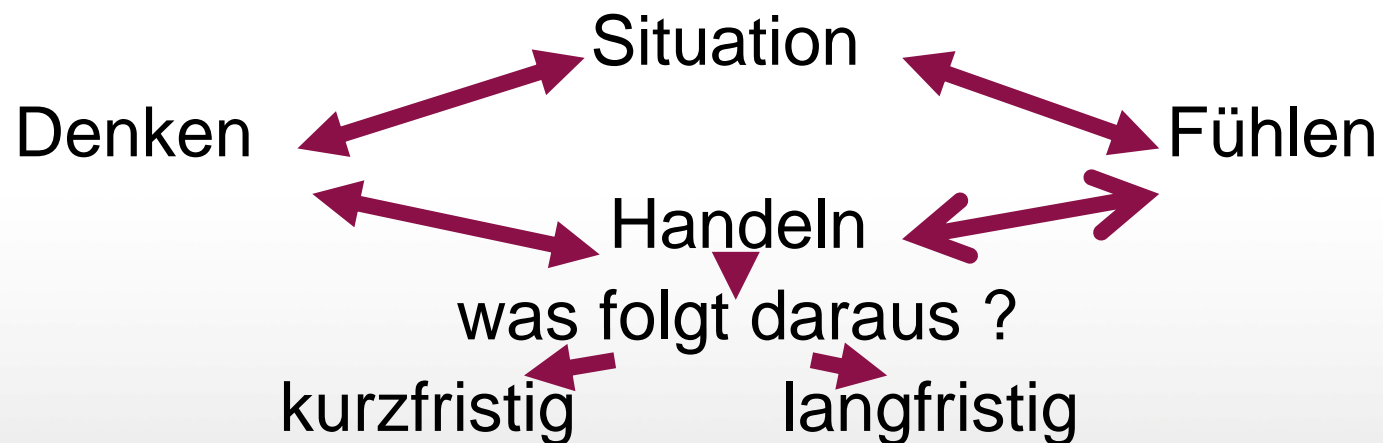 Situation
Denken Fühlen
Handeln
was folgt daraus ?
kurzfristig langfristig